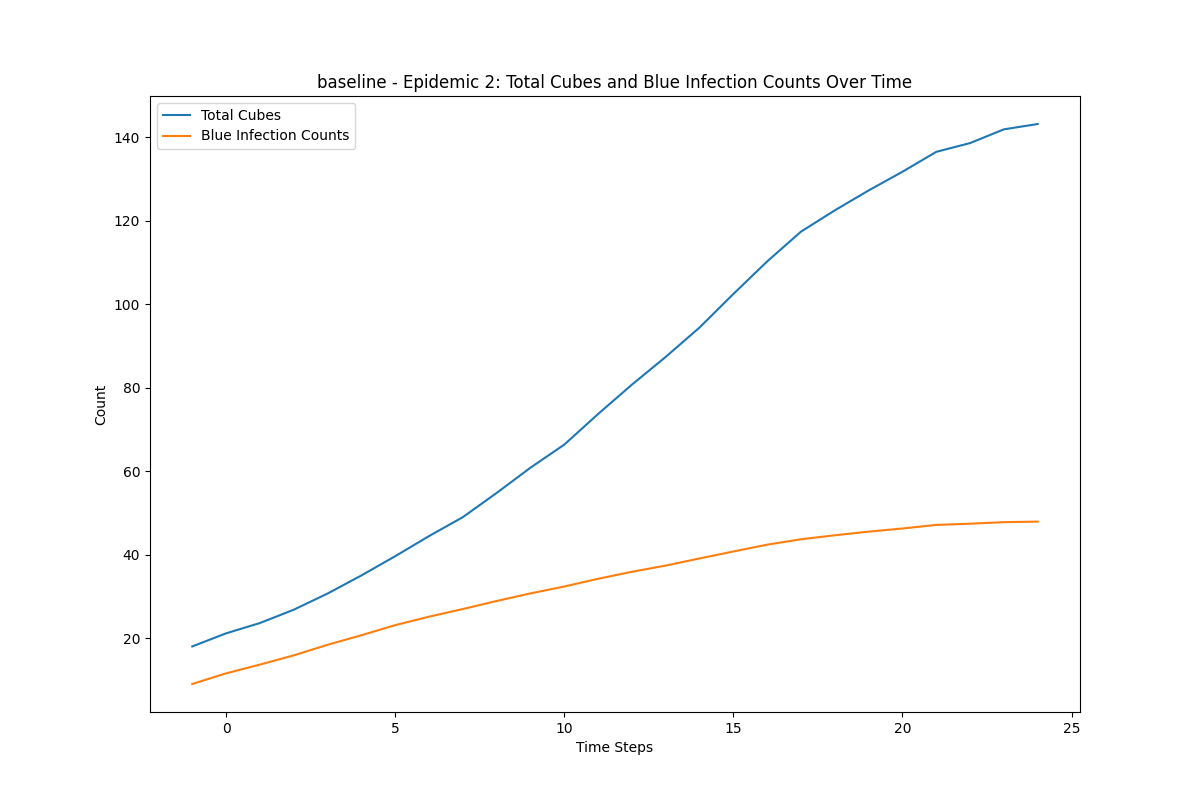 baseline - Epidemic 2: Total Cubes and Blue Infection Counts Over Time
Total Cubes
Blue Infection Counts
140
120
100
80
60
40
20
Count
0 5 10 15 20 25
Time Steps